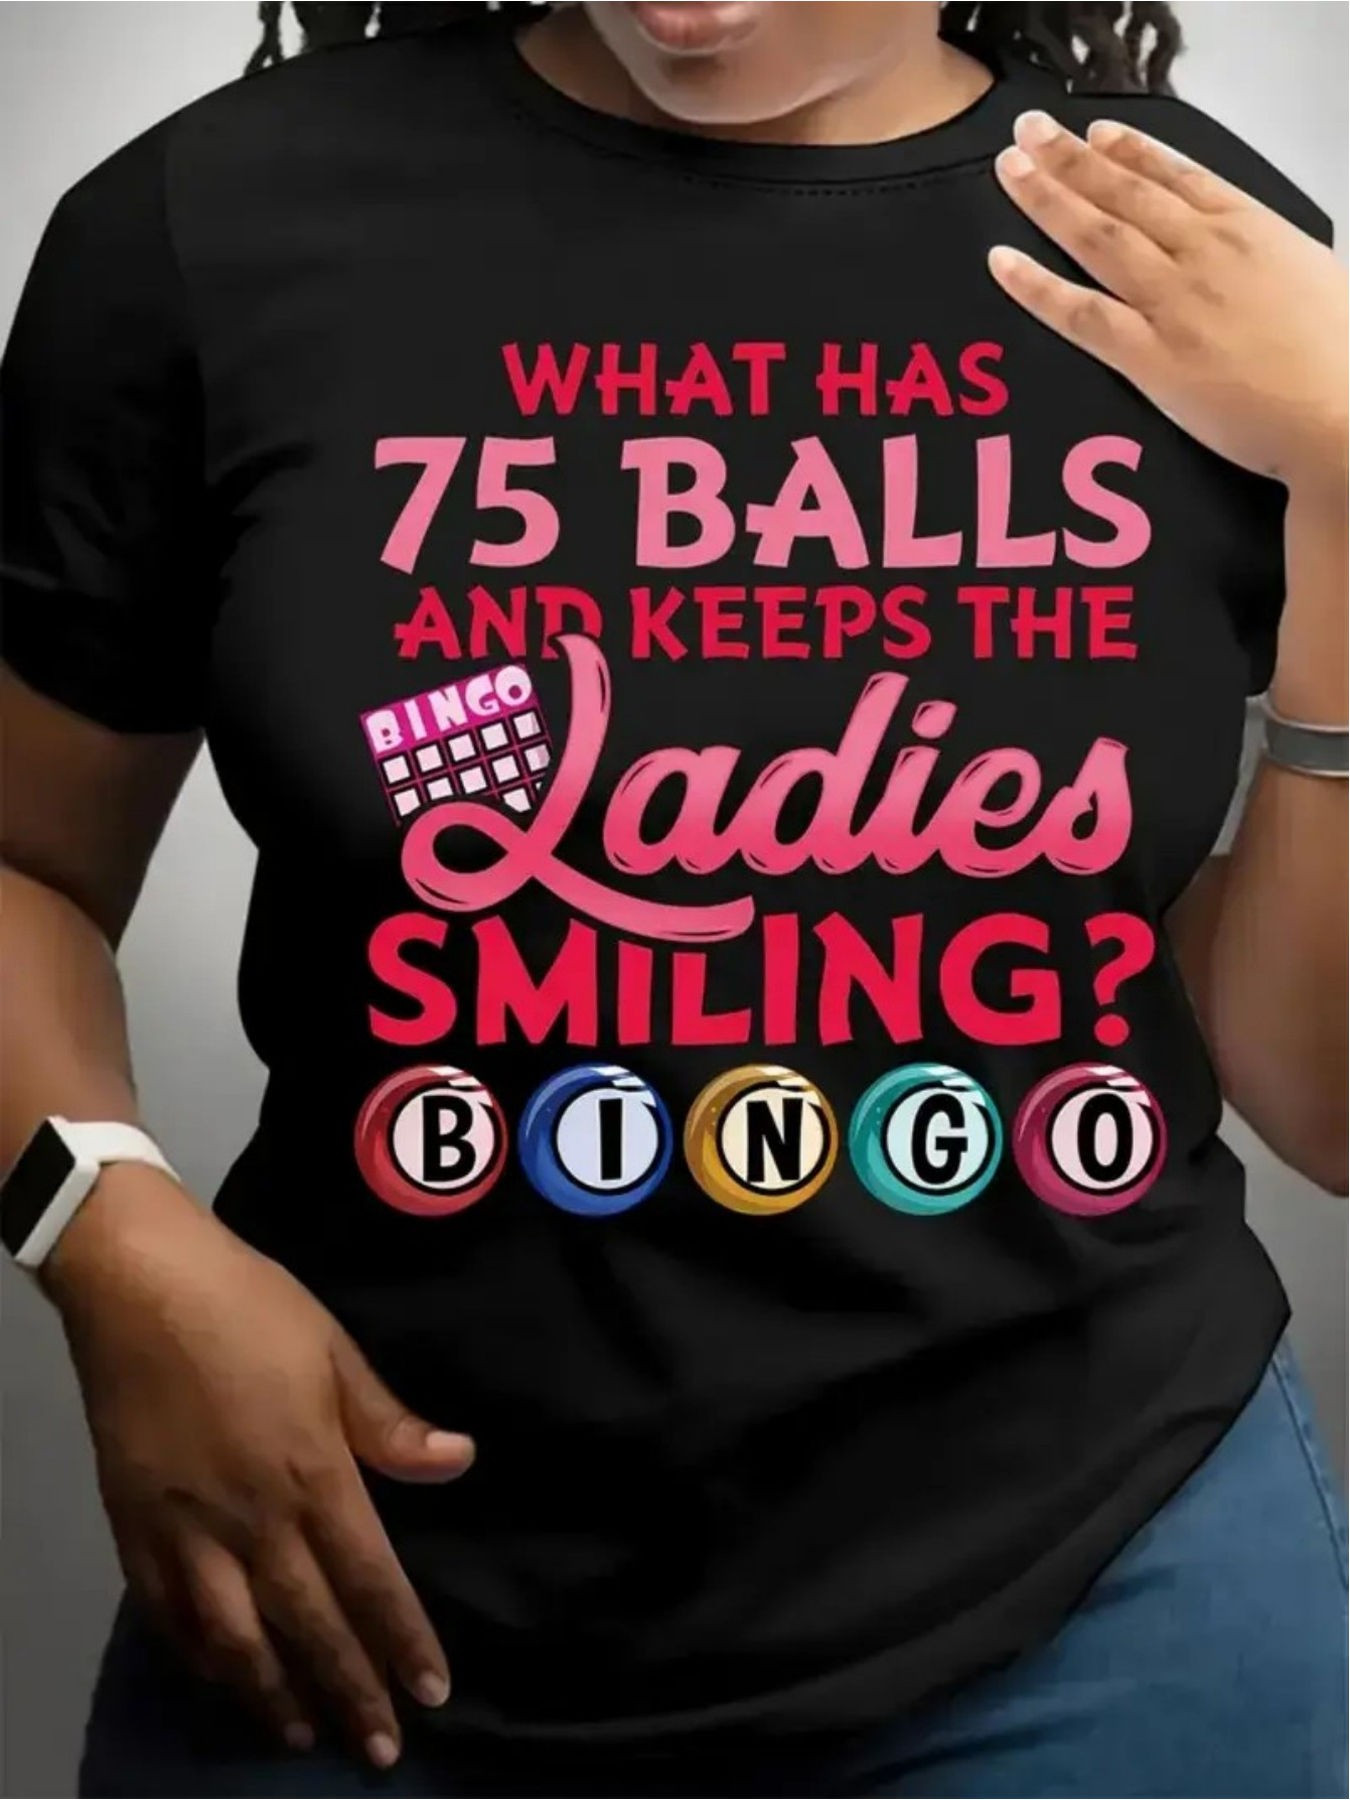 WHAT HAS
75 BALLS
AND KEEPS THE
BINGO
Ladies
SMILING?
BINGO